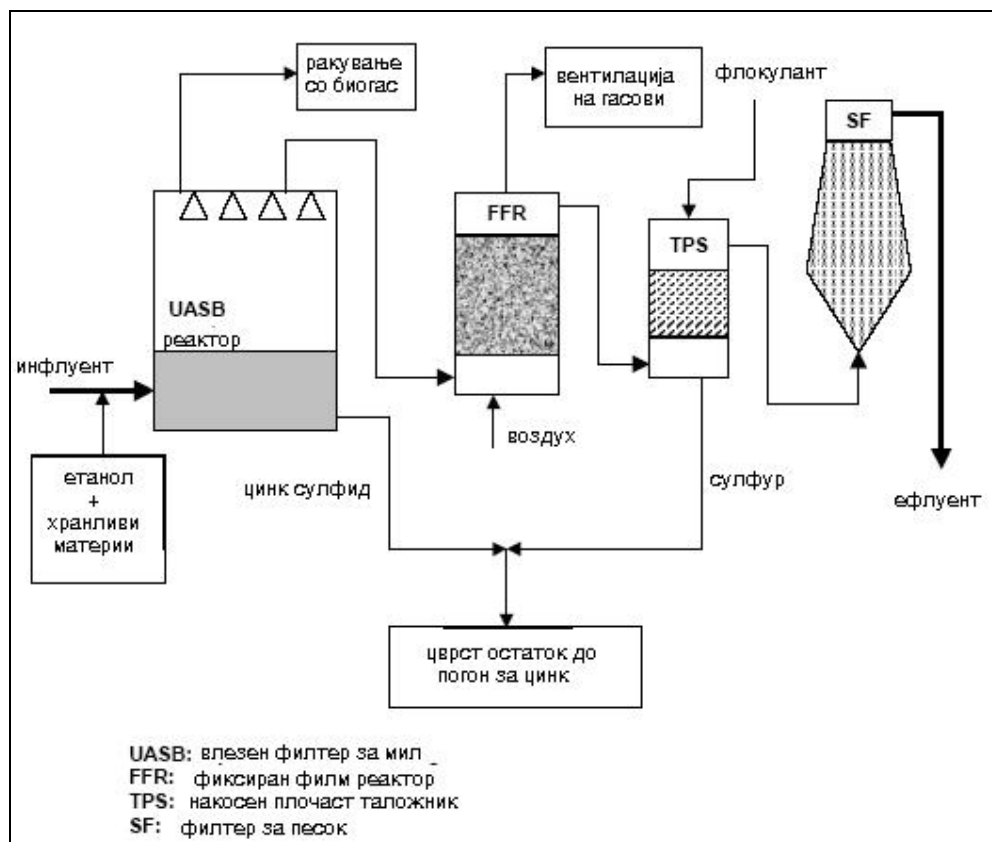 ракување
со биогас
вентилација
на гасови
флокулант
SF
FFR
TPS
UASB
реактор
инфлуент
воздух
етанол
+
хранливи
материи
цинк сулфид
сулфур
ефлуент
цврст остаток до
погон за цинк
UASB: влезен филтер за мил
FFR: фиксиран филм реактор
TPS: накосен плочаст таложник
SF: филтер за песок